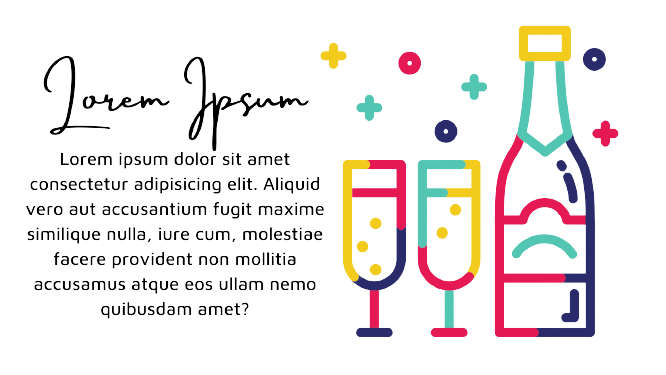 Lorem Ipsum
Lorem ipsum dolor sit amet
consectetur adipisicing elit. Aliquid
vero aut accusantium fugit maxime
similique nulla, iure cum, molestiae
facere provident non mollitia
accusamus atque eos ullam nemo
quibusdam amet?